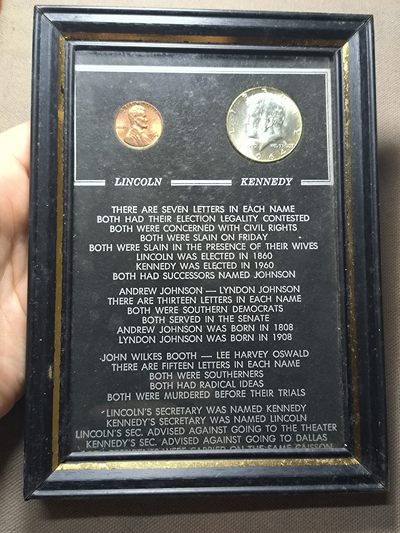 1964
LINCOLN KENNEDY
THERE ARE SEVEN LETTERS IN EACH NAME
BOTH HAD THEIR ELECTION LEGALITY CONTESTED
BOTH WERE CONCERNED WITH CIVIL RIGHTS
BOTH WERE SLAIN ON FRIDAY
BOTH WERE SLAIN IN THE PRESENCE OF THEIR WIVES
LINCOLN WAS ELECTED IN 1860
KENNEDY WAS ELECTED IN 1960
BOTH HAD SUCCESSORS NAMED JOHNSON
ANDREW JOHNSON — LYNDON JOHNSON
THERE ARE THIRTEEN LETTERS IN EACH NAME
BOTH WERE SOUTHERN DEMOCRATS
BOTH SERVED IN THE SENATE
ANDREW JOHNSON WAS BORN IN 1808
LYNDON JOHNSON WAS BORN IN 1908
JOHN WILKES BOOTH — LEE HARVEY OSWALD
THERE ARE FIFTEEN LETTERS IN EACH NAME
BOTH WERE SOUTHERNERS
BOTH HAD RADICAL IDEAS
BOTH WERE MURDERED BEFORE THEIR TRIALS
LINCOLN'S SECRETARY WAS NAMED KENNEDY
KENNEDY'S SECRETARY WAS NAMED LINCOLN
LINCOLN'S SEC. ADVISED AGAINST GOING TO THE THEATER
KENNEDY'S SEC. ADVISED AGAINST GOING TO DALLAS
WERE CARRIED ON THE SAME CAISSON